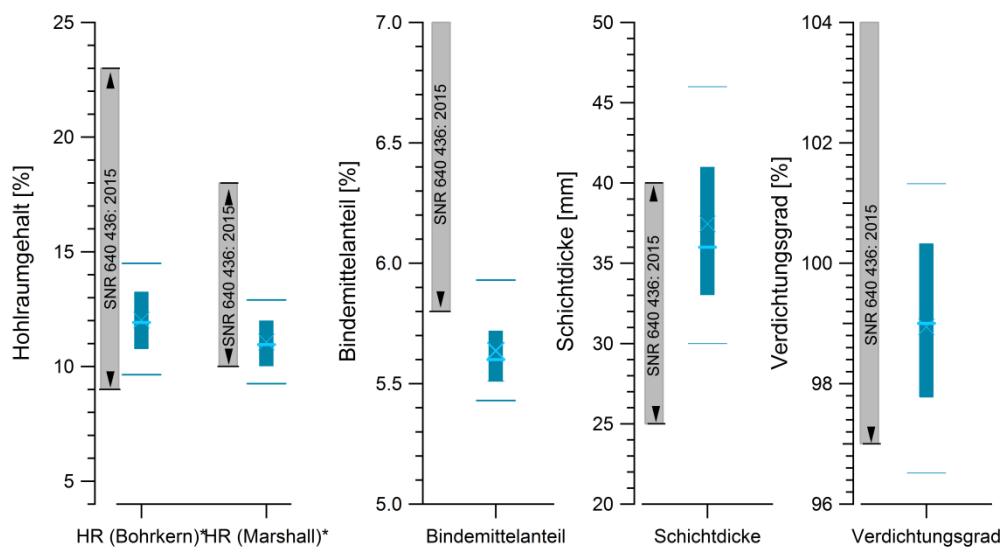 Hohlraumgehalt [%]
25
20
15
10
5
SNR 640 436: 2015
SNR 640 436: 2015
HR (Bohrkern)*
HR (Marshall)*
Bindemittelanteil [%]
7.0
6.5
6.0
5.5
5.0
SNR 640 436: 2015
Bindemittelanteil
Schichtdicke [mm]
50
45
40
35
30
25
20
SNR 640 436: 2015
Schichtdicke
Verdichtungsgrad [%]
104
102
100
98
96
SNR 640 436: 2015
Verdichtungsgrad